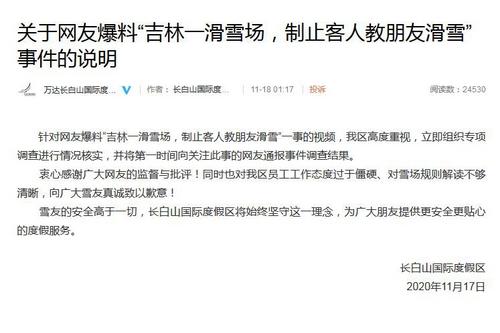 关于网友爆料“吉林一滑雪场，制止客人教朋友滑雪”
事件的说明
万达长白山国际度... 来自 长白山国际度... 11-18 01:17 投诉 阅读数：24530
针对网友爆料“吉林一滑雪场，制止客人教朋友滑雪”一事的视频，我区高度重视，立即组织专项
调查进行情况核实，并将第一时间向关注此事的网友通报事件调查结果。
衷心感谢广大网友的监督与批评！同时也对我区员工工作态度过于僵硬、对雪场规则解读不够
清晰，向广大雪友真诚致以歉意！
雪友的安全高于一切，长白山国际度假区将始终坚守这一理念，为广大朋友提供更安全更贴心
的度假服务。
长白山国际度假区
2020年11月17日